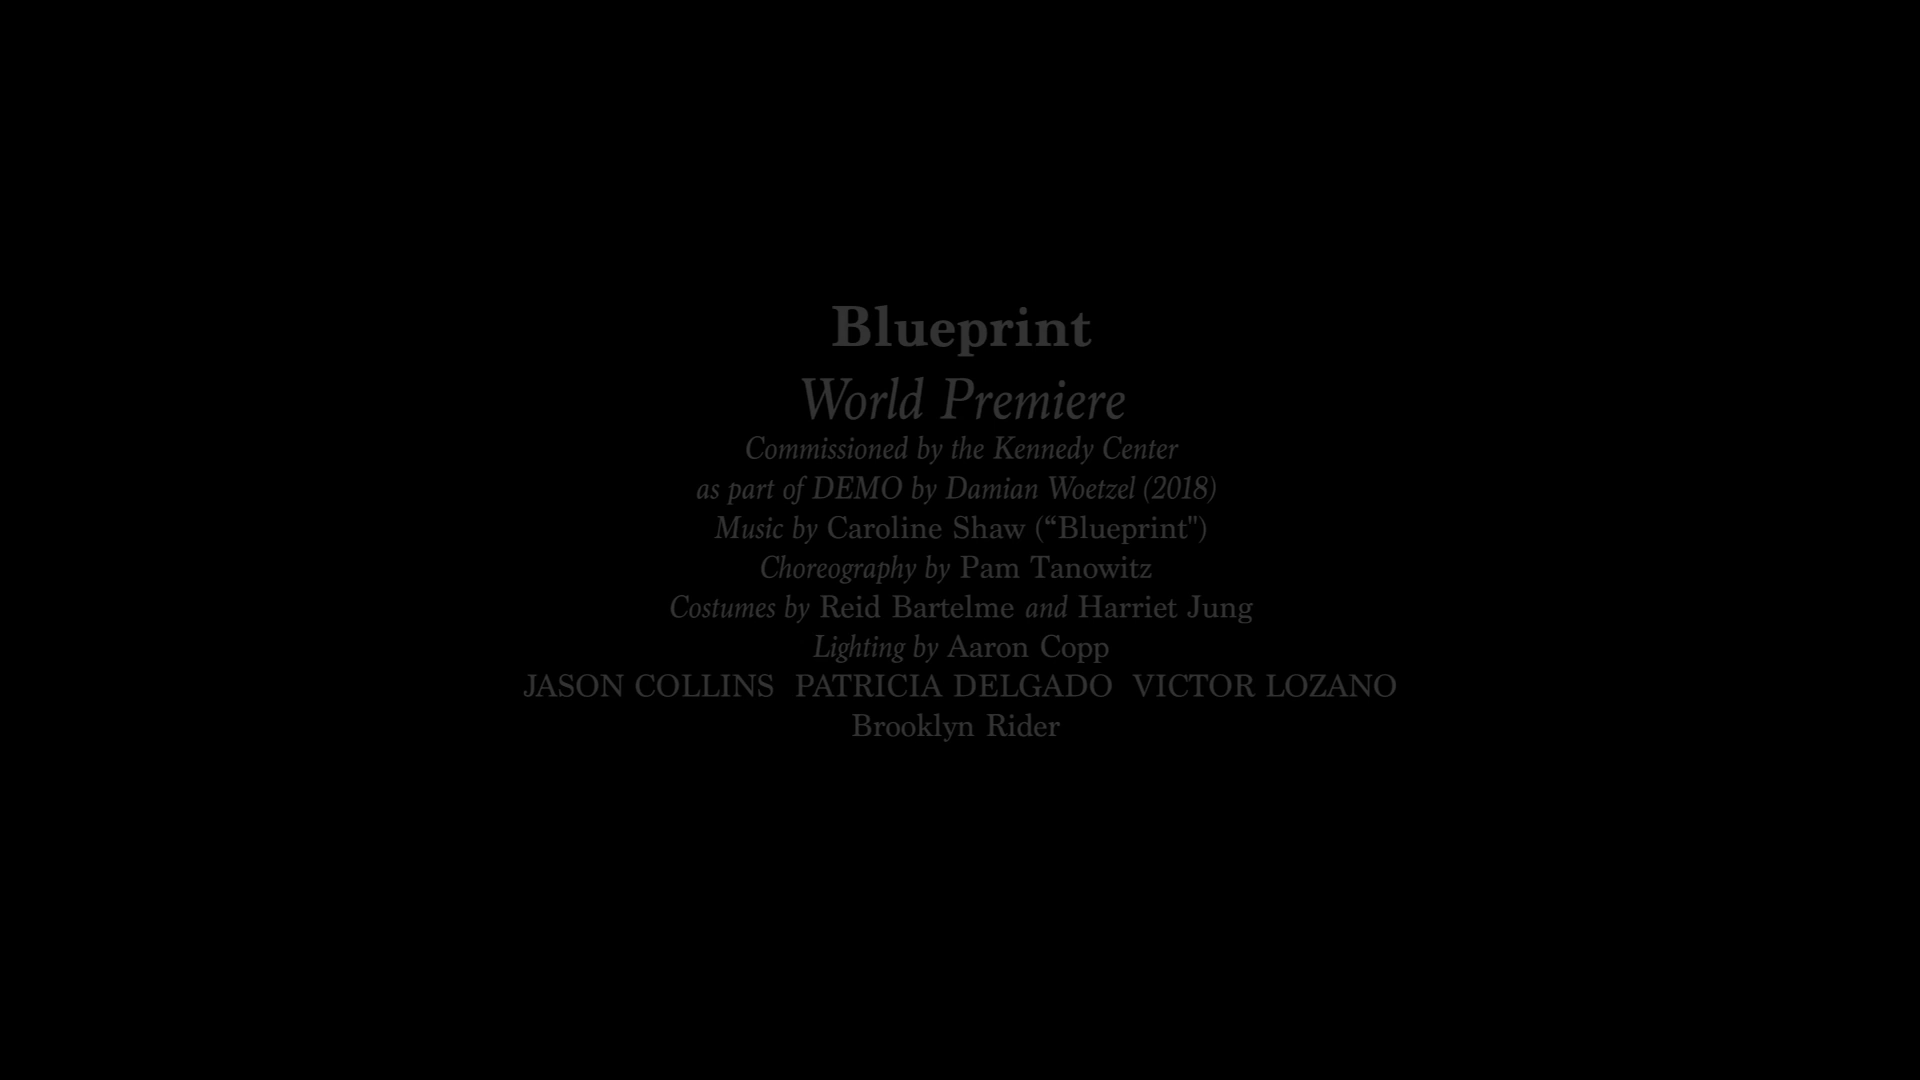 Blueprint
World Premiere
Commissioned by the Kennedy Center
as part of DEMO by Damian Woetzel (2018)
Music by Caroline Shaw (“Blueprint")
Choreography by Pam Tanowitz
Costumes by Reid Bartelme and Harriet Jung
Lighting by Aaron Copp
JASON COLLINS PATRICIA DELGADO VICTOR LOZANO
Brooklyn Rider